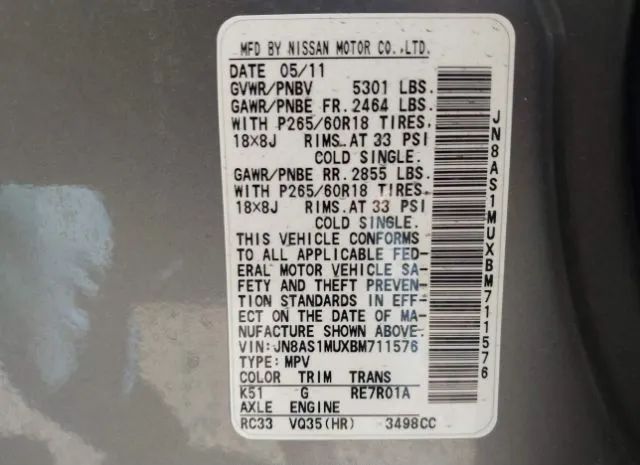 MFD BY NISSAN MOTOR CO.,LTD.
DATE 05/11
GVWR/PNBV 5301 LBS.
GAWR/PNBE FR. 2464 LBS.
WITH P265/60R18 TIRES.
18×8J RIMS.AT 33 PSI
COLD SINGLE.
GAWR/PNBE RR. 2855 LBS.
WITH P265/60R18 TIRES.
18×8J RIMS.AT 33 PSI
COLD SINGLE.
THIS VEHICLE CONFORMS
TO ALL APPLICABLE FED-
ERAL MOTOR VEHICLE SA-
FETY AND THEFT PREVEN-
TION STANDARDS IN EFF-
ECT ON THE DATE OF MA-
NUFACTURE SHOWN ABOVE.
VIN:JN8AS1MUXBM711576
TYPE:MPV
COLOR TRIM TRANS
K51 G RE7R01A
AXLE ENGINE
RC33 VQ35(HR) 3498CC
JN8AS1MUXBM711576